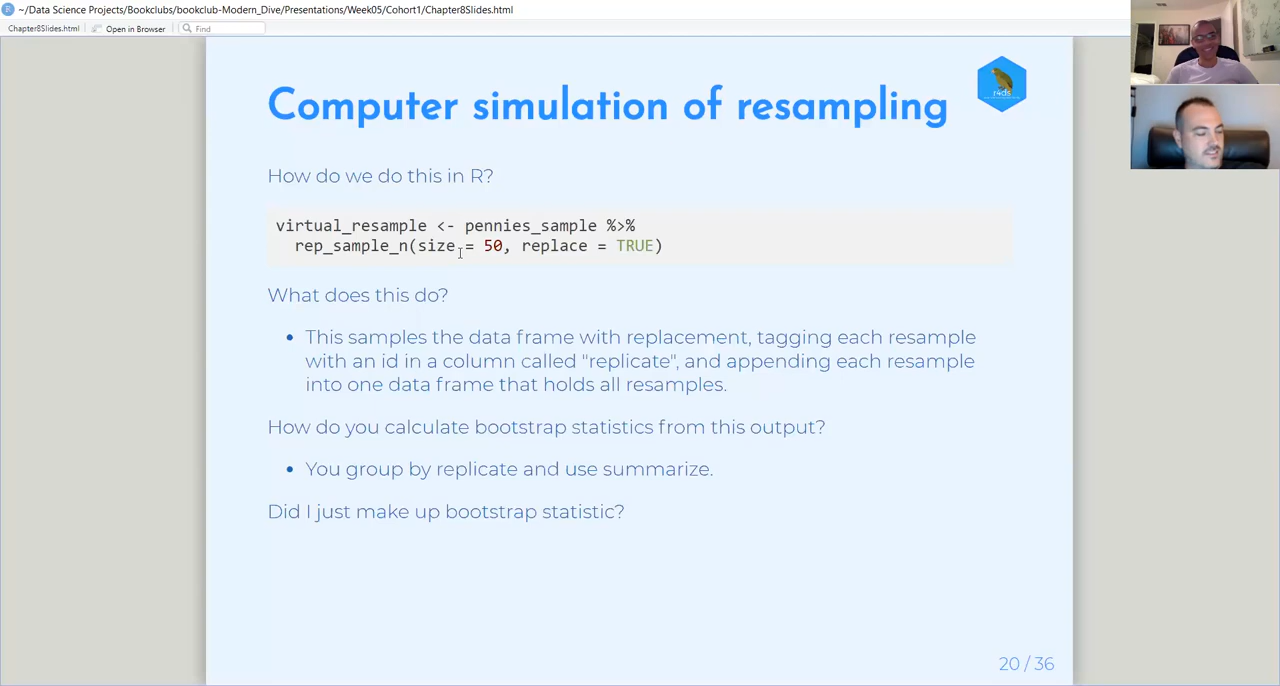 ~/Data Science Projects/Bookclubs/bookclub-Modern_Dive/Presentations/Week05/Cohort1/Chapter8Slides.html
Chapter8Slides.html
Open in Browser
Find
Computer simulation of resampling
r4ds
How do we do this in R?
virtual_resample <- pennies_sample %>%
rep_sample_n(size = 50, replace = TRUE)
What does this do?
• This samples the data frame with replacement, tagging each resample
with an id in a column called "replicate", and appending each resample
into one data frame that holds all resamples.
How do you calculate bootstrap statistics from this output?
• You group by replicate and use summarize.
Did I just make up bootstrap statistic?
20 / 36